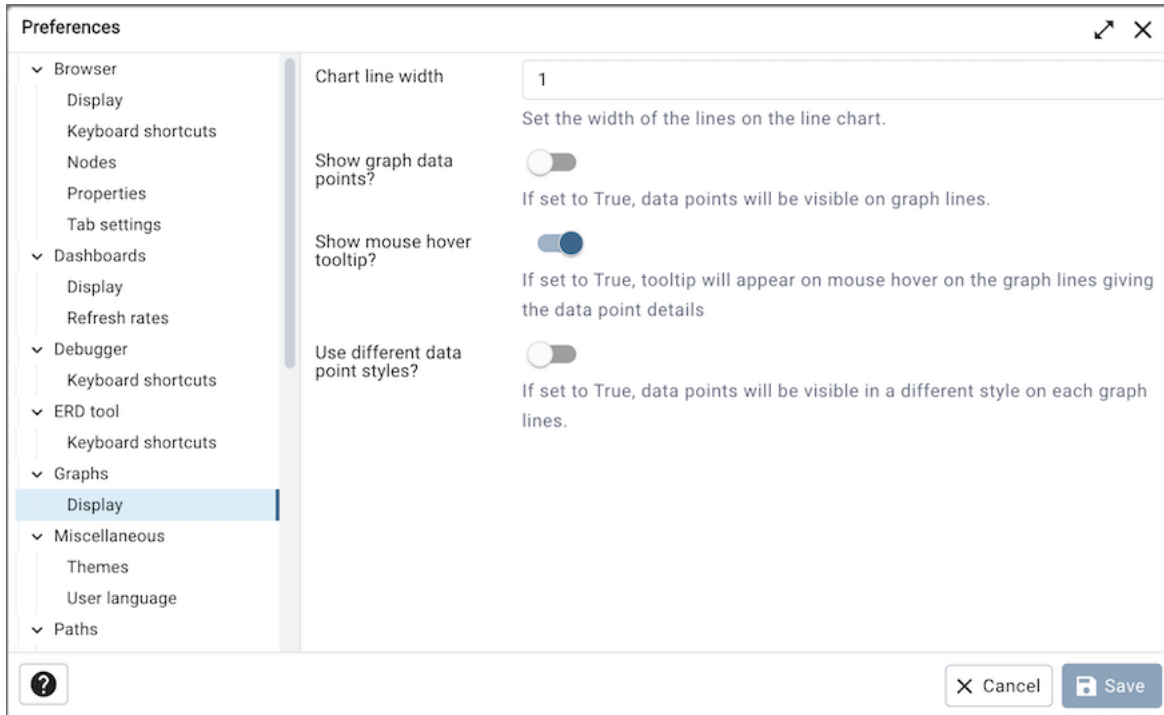 Preferences
Browser
Display
Keyboard shortcuts
Nodes
Properties
Tab settings
Dashboards
Display
Refresh rates
Debugger
Keyboard shortcuts
ERD tool
Keyboard shortcuts
Graphs
Display
Miscellaneous
Themes
User language
Paths
Chart line width
1
Set the width of the lines on the line chart.
Show graph data
points?
If set to True, data points will be visible on graph lines.
Show mouse hover
tooltip?
If set to True, tooltip will appear on mouse hover on the graph lines giving
the data point details
Use different data
point styles?
If set to True, data points will be visible in a different style on each graph
lines.
?
Cancel
Save